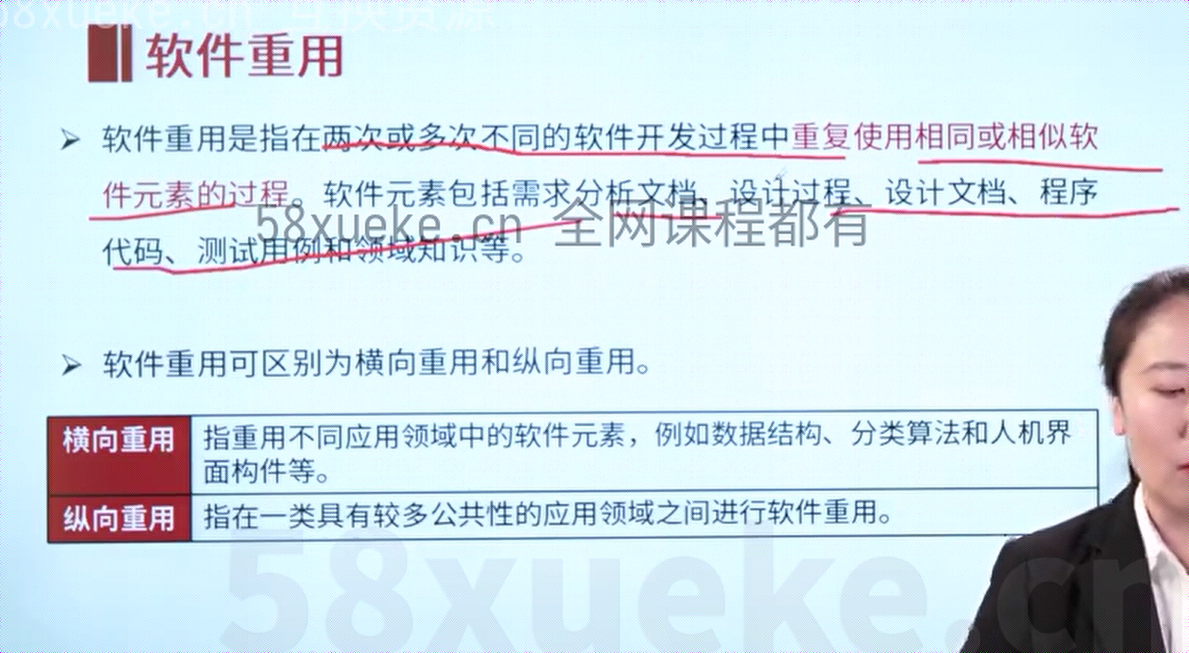 58xueke.cn 互换资源
软件重用
软件重用是指在两次或多次不同的软件开发过程中重复使用相同或相似软
件元素的过程。软件元素包括需求分析文档、设计过程、设计文档、程序
58xueke.cn 全网课程都有
代码、测试用例和领域知识等。
软件重用可区别为横向重用和纵向重用。
横向重用 指重用不同应用领域中的软件元素，例如数据结构、分类算法和人机界
面构件等。
纵向重用 指在一类具有较多公共性的应用领域之间进行软件重用。
58xueke.cn